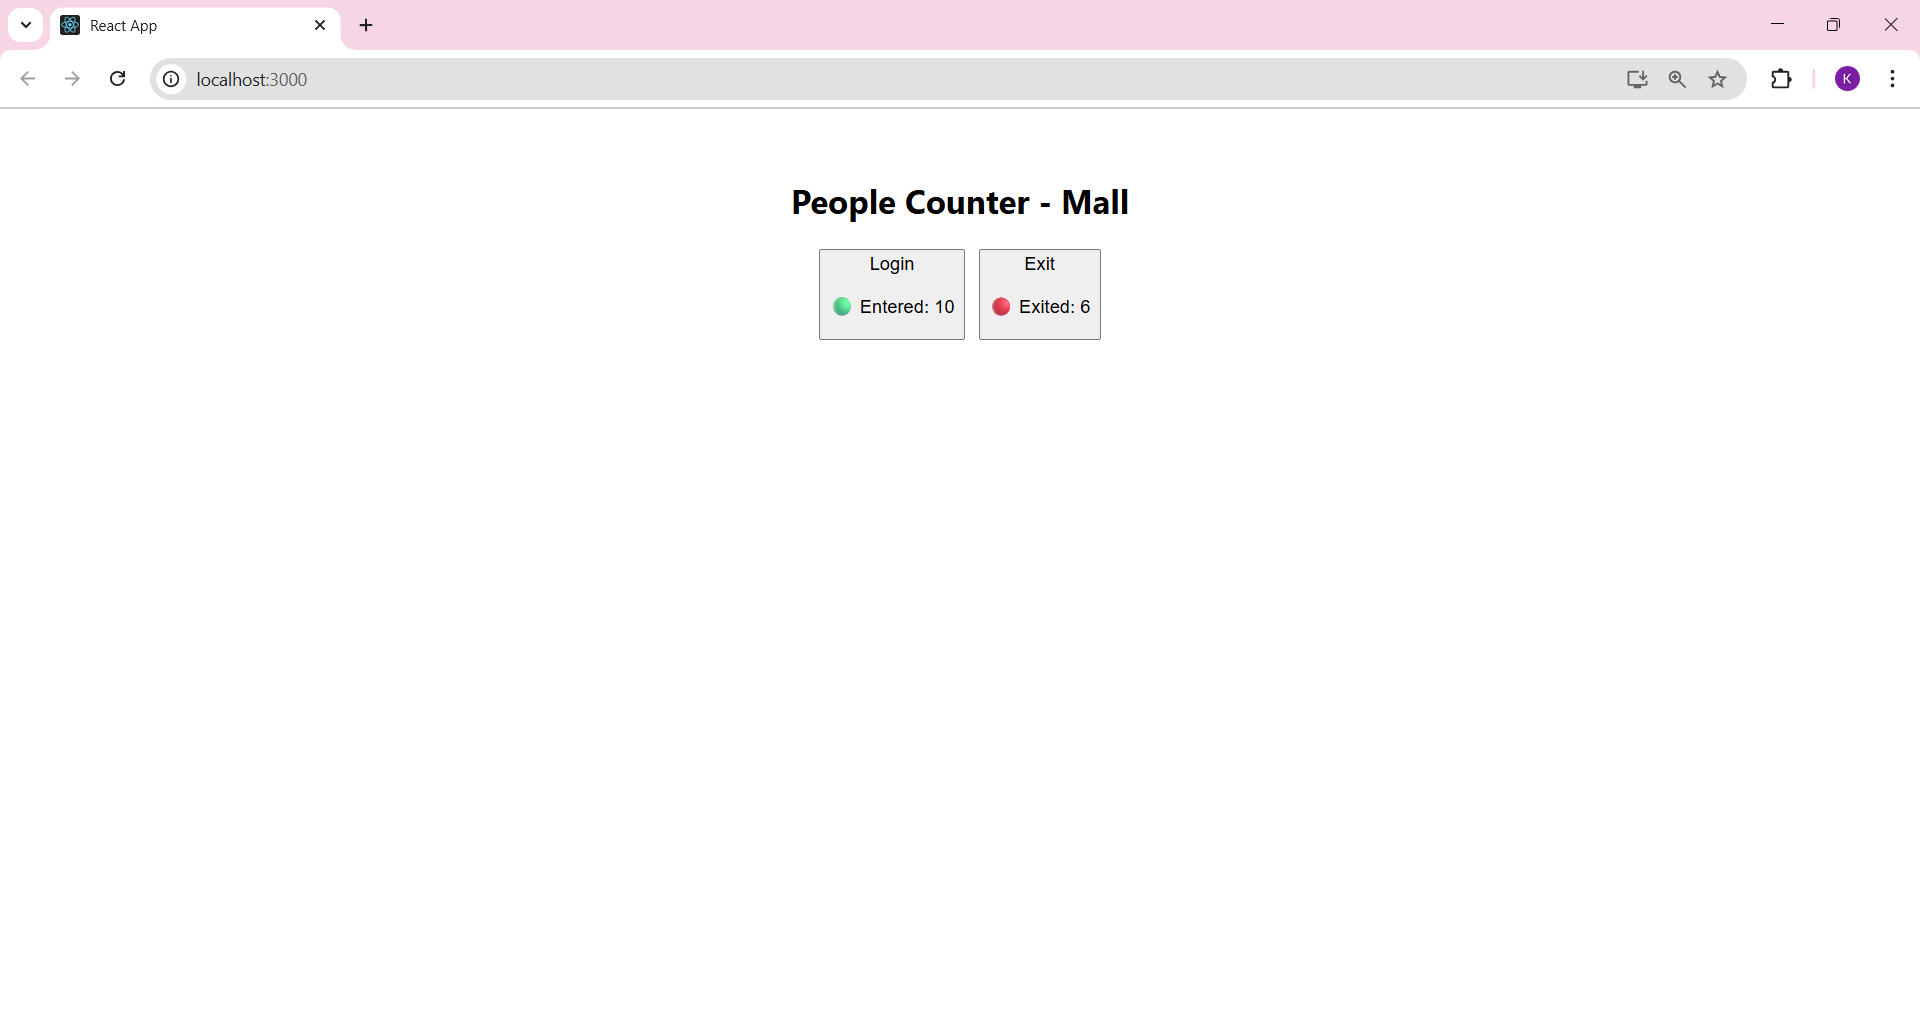 React App
localhost:3000
K
People Counter - Mall
Login
Entered: 10
Exit
Exited: 6